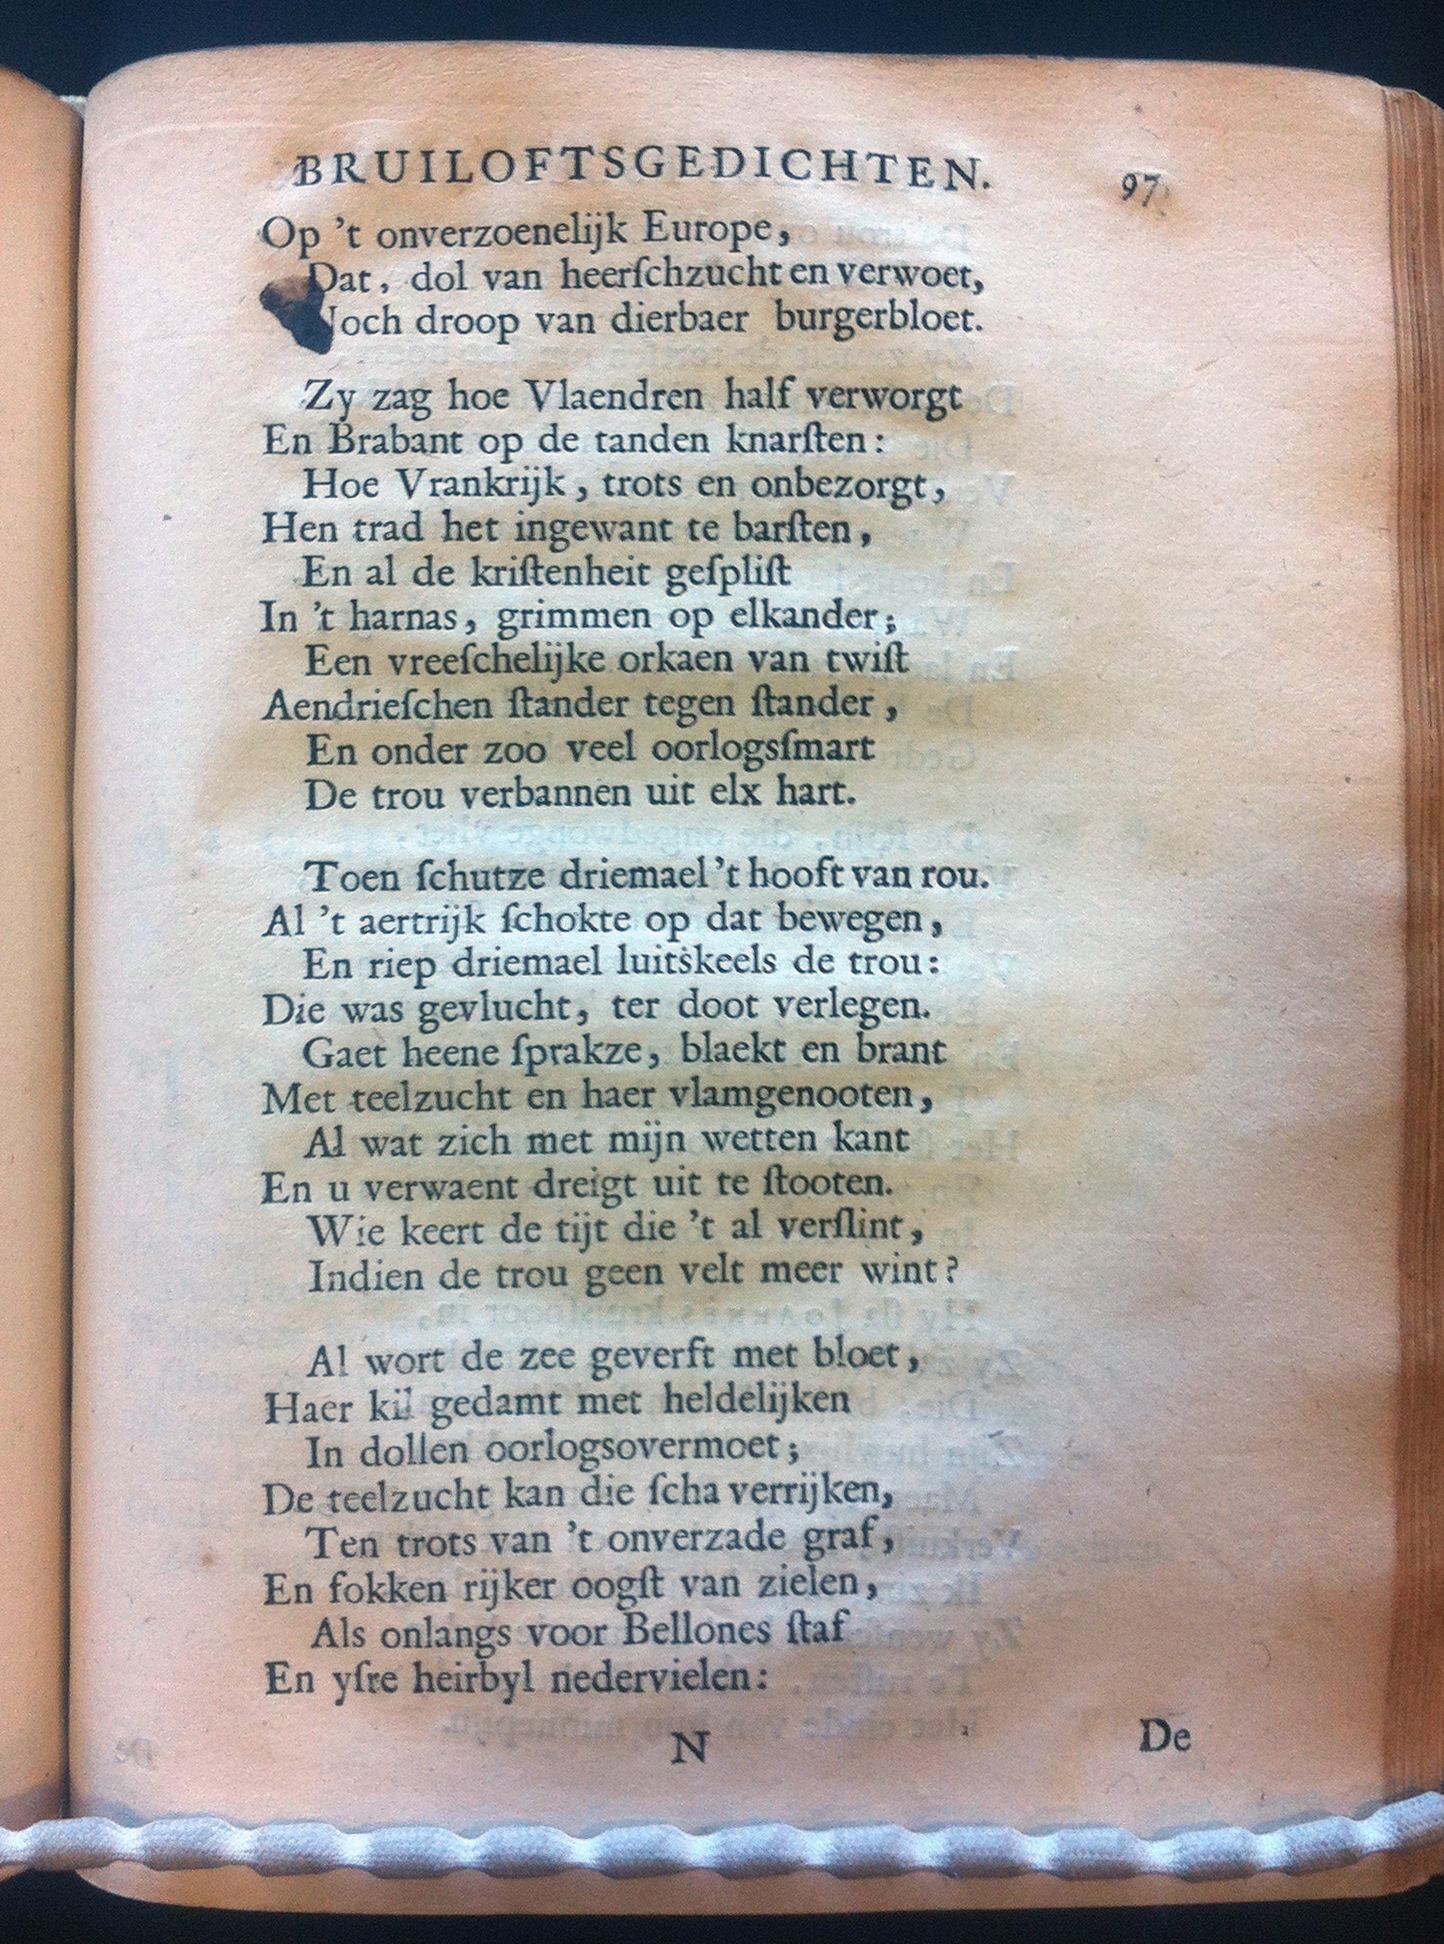 BRUILOFTSGEDICHTEN. 97
Op 't onverzoenelijk Europe,
Dat, dol van heerſchzucht en verwoet,
Noch droop van dierbaer burgerbloet.
Zy zag hoe Vlaendren half verworgt
En Brabant op de tanden knarſten:
Hoe Vrankrijk, trots en onbezorgt,
Hen trad het ingewant te barſten,
En al de kriſtenheit geſpliſt
In 't harnas, grimmen op elkander;
Een vreeſchelijke orkaen van twiſt
Aendrieſchen ſtander tegen ſtander,
En onder zoo veel oorlogsſmart
De trou verbannen uit elx hart.
Toen ſchutze driemael 't hooft van rou.
Al 't aertrijk ſchokte op dat bewegen,
En riep driemael luitskeels de trou:
Die was gevlucht, ter doot verlegen.
Gaet heene ſprakze, blaekt en brant
Met teelzucht en haer vlamgenooten,
Al wat zich met mijn wetten kant
En u verwaent dreigt uit te ſtooten.
Wie keert de tijt die 't al verſlint,
Indien de trou geen velt meer wint?
Al wort de zee geverft met bloet,
Haer kil gedamt met heldelijken
In dollen oorlogsovermoet;
De teelzucht kan die ſcha verrijken,
Ten trots van 't onverzade graf,
En fokken rijker oogſt van zielen,
Als onlangs voor Bellones ſtaf
En yſre heirbyl nedervielen:
N De